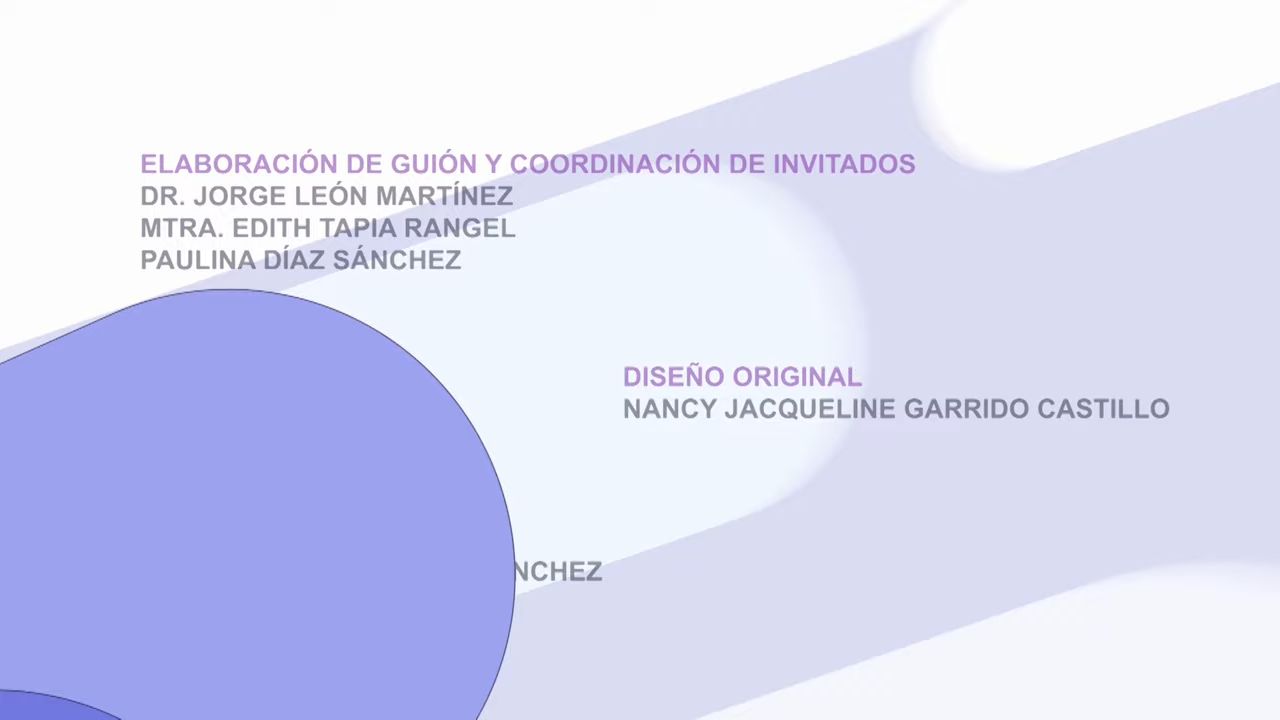 ELABORACIÓN DE GUIÓN Y COORDINACIÓN DE INVITADOS
DR. JORGE LEÓN MARTÍNEZ
MTRA. EDITH TAPIA RANGEL
PAULINA DÍAZ SÁNCHEZ
DISEÑO ORIGINAL
NANCY JACQUELINE GARRIDO CASTILLO